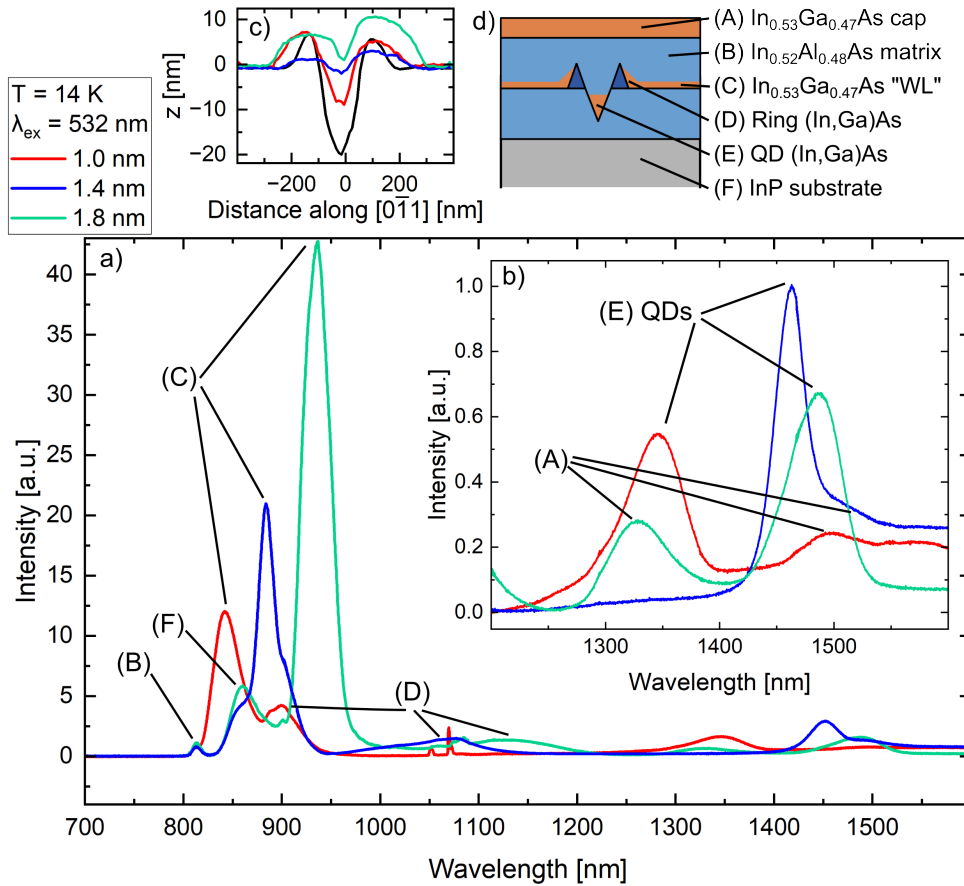 c)
z [nm]
10
0
−10
−20
−200
0
200
Distance along [01̅1] [nm]
d)
(A) In0.53Ga0.47As cap
(B) In0.52Al0.48As matrix
(C) In0.53Ga0.47As "WL"
(D) Ring (In,Ga)As
(E) QD (In,Ga)As
(F) InP substrate
T = 14 K
λex = 532 nm
1.0 nm
1.4 nm
1.8 nm
a)
Intensity [a.u.]
40
35
30
25
20
15
10
5
0
(C)
(F)
(B)
(D)
700
800
900
1000
1100
1200
1300
1400
1500
Wavelength [nm]
b)
Intensity [a.u.]
1.0
0.8
0.6
0.4
0.2
0.0
(E) QDs
(A)
1300
1400
1500
Wavelength [nm]